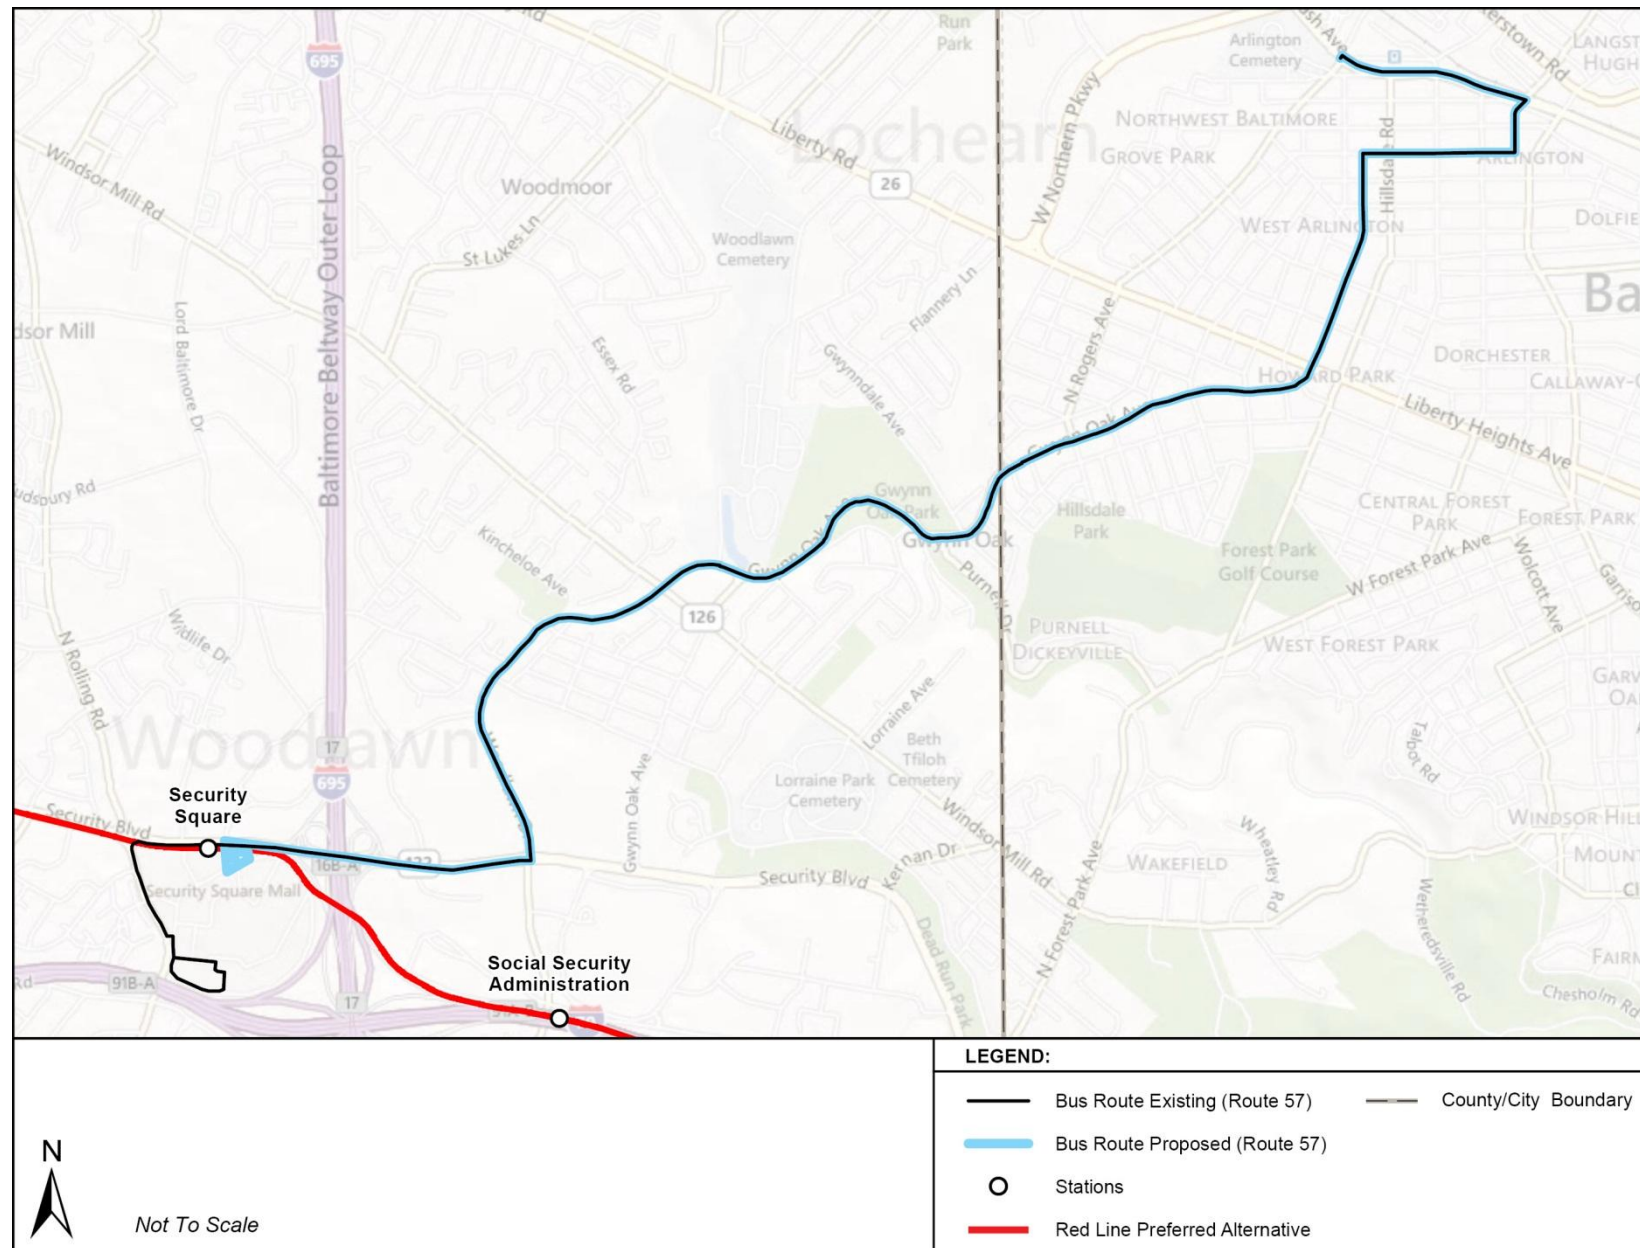 Run
Park
695
Arlington
Cemetery
NORTHWEST BALTIMORE
GROVE PARK
Hillsdale Rd
ARLINGTON
Lochearn
Liberty Rd
26
W Northern Pkwy
Windsor Mill Rd
Woodmoor
St Lukes Ln
Woodlawn
Cemetery
WEST ARLINGTON
Flannery Ln
Baltimore Beltway Outer Loop
Lord Baltimore Dr
Essex Rd
Gwynndale Ave
N Rogers Ave
DORCHESTER
HOWARD PARK
Liberty Heights Ave
Gwynn
Oak Park
Gwynn Oak
Hillsdale
Park
CENTRAL FOREST
PARK
FOREST PARK
Forest Park
Golf Course
W Forest Park Ave
Wolcott Ave
Kincheloe Ave
126
PURNELL
DICKEYVILLE
WEST FOREST PARK
Wildlife Dr
N Rolling Rd
Lorraine Ave
Beth
Tfiloh
Cemetery
Talbot Rd
Woodlawn
17
695
Gwynn Oak Ave
Lorraine Park
Cemetery
Windsor Mill Rd
Security
Square
Security Blvd
16B-A
Security Square Mall
Security Blvd
Kernan Dr
WAKEFIELD
Wheatley Rd
Wetheredsville Rd
N Forest Park Ave
Dead Run Park
Social Security
Administration
91B-A
17
Chesholm Rd
LEGEND:
Bus Route Existing (Route 57)
County/City Boundary
Bus Route Proposed (Route 57)
Stations
Red Line Preferred Alternative
N
Not To Scale